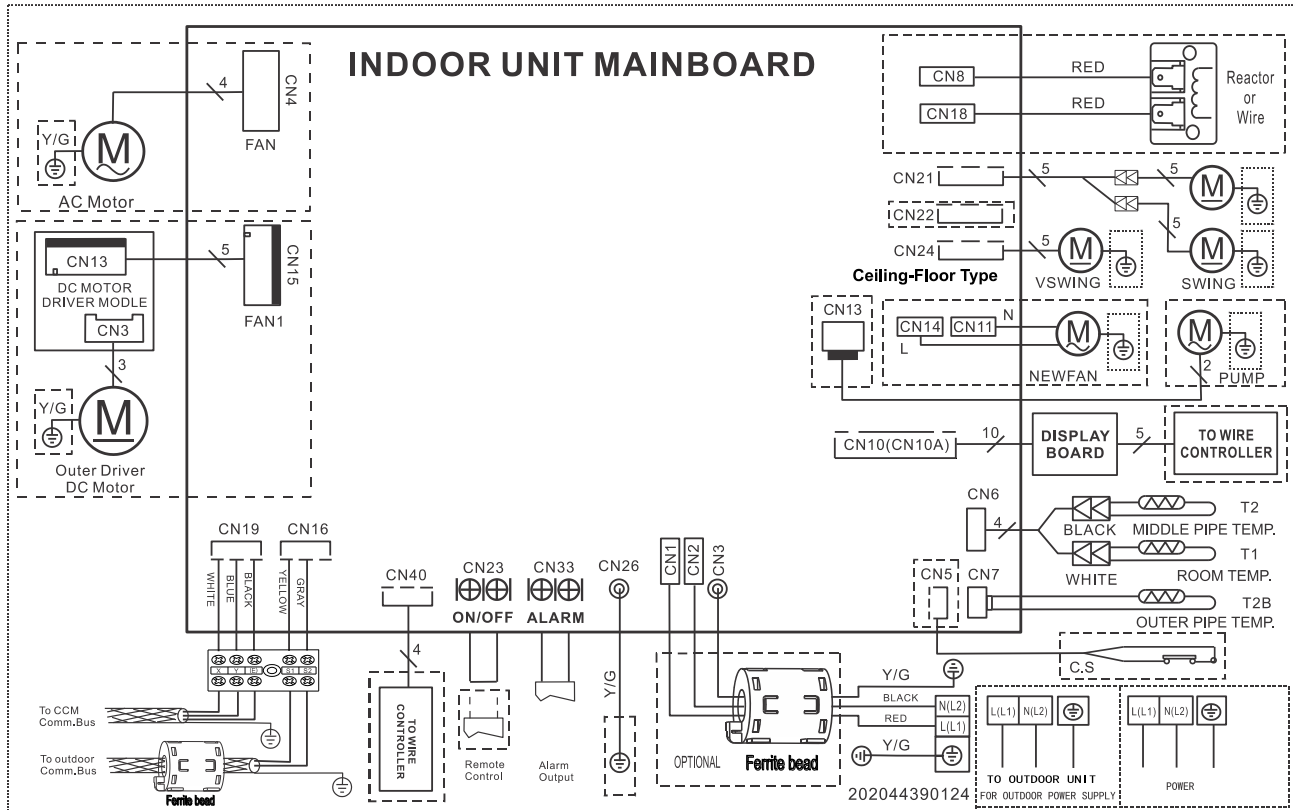 INDOOR UNIT MAINBOARD
4
CN4
FAN
Y/G
M
AC Motor
CN13
DC MOTOR
DRIVER MODLE
CN3
5
CN15
FAN1
3
Y/G
M
Outer Driver
DC Motor
CN8
RED
CN18
RED
Reactor
or
Wire
CN21
5
5
M
CN22
5
CN24
5
M
M
Ceiling-Floor Type
VSWING
SWING
CN13
CN14
CN11
N
L
M
NEWFAN
M
2
PUMP
CN10(CN10A)
10
DISPLAY
BOARD
5
TO WIRE
CONTROLLER
CN6
4
BLACK
T2
MIDDLE PIPE TEMP.
WHITE
T1
ROOM TEMP.
CN5
CN7
T2B
OUTER PIPE TEMP.
C.S
CN19
CN16
WHITE
BLUE
BLACK
YELLOW
GRAY
X
Y
(E)
S1
S2
To CCM
Comm.Bus
To outdoor
Comm.Bus
Ferrite bead
CN40
4
TO WIRE
CONTROLLER
CN23
ON/OFF
Remote
Control
CN33
ALARM
Alarm
Output
CN26
Y/G
CN1
CN2
CN3
OPTIONAL
Ferrite bead
Y/G
BLACK
RED
Y/G
N(L2)
L(L1)
202044390124
L(L1)
N(L2)
TO OUTDOOR UNIT
FOR OUTDOOR POWER SUPPLY
L(L1)
N(L2)
POWER